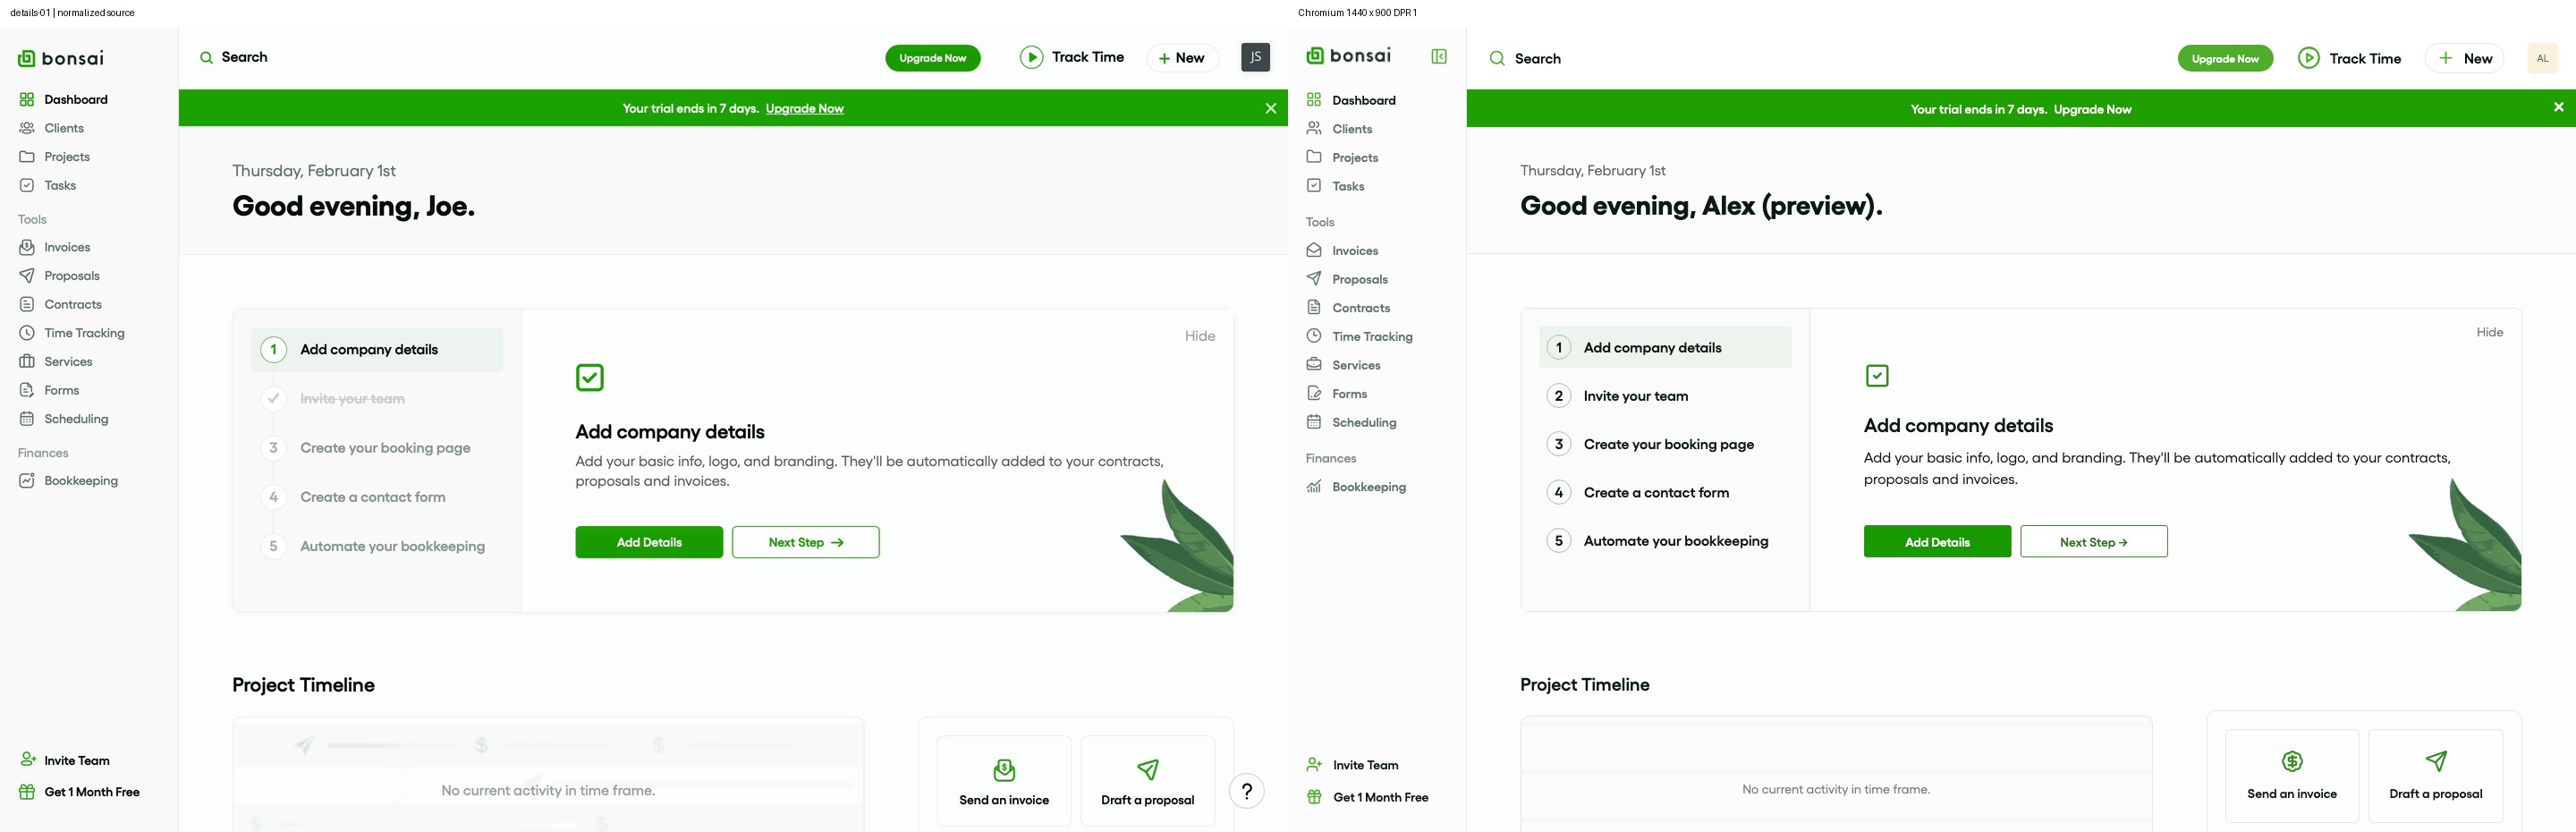 details-01 | normalized source
bonsai
Search
Upgrade Now
Track Time
+ New
JS
Your trial ends in 7 days. Upgrade Now
Dashboard
Clients
Projects
Tasks
Tools
Invoices
Proposals
Contracts
Time Tracking
Services
Forms
Scheduling
Finances
Bookkeeping
Invite Team
Get 1 Month Free
Thursday, February 1st
Good evening, Joe.
1 Add company details
Invite your team
3 Create your booking page
4 Create a contact form
5 Automate your bookkeeping
Hide
Add company details
Add your basic info, logo, and branding. They'll be automatically added to your contracts,
proposals and invoices.
Add Details
Next Step →
Project Timeline
No current activity in time frame.
Send an invoice
Draft a proposal
?
Chromium 1440 x 900 DPR 1
bonsai
Search
Upgrade Now
Track Time
+ New
AL
Your trial ends in 7 days. Upgrade Now
Dashboard
Clients
Projects
Tasks
Tools
Invoices
Proposals
Contracts
Time Tracking
Services
Forms
Scheduling
Finances
Bookkeeping
Invite Team
Get 1 Month Free
Thursday, February 1st
Good evening, Alex (preview).
1 Add company details
2 Invite your team
3 Create your booking page
4 Create a contact form
5 Automate your bookkeeping
Hide
Add company details
Add your basic info, logo, and branding. They'll be automatically added to your contracts,
proposals and invoices.
Add Details
Next Step →
Project Timeline
No current activity in time frame.
Send an invoice
Draft a proposal